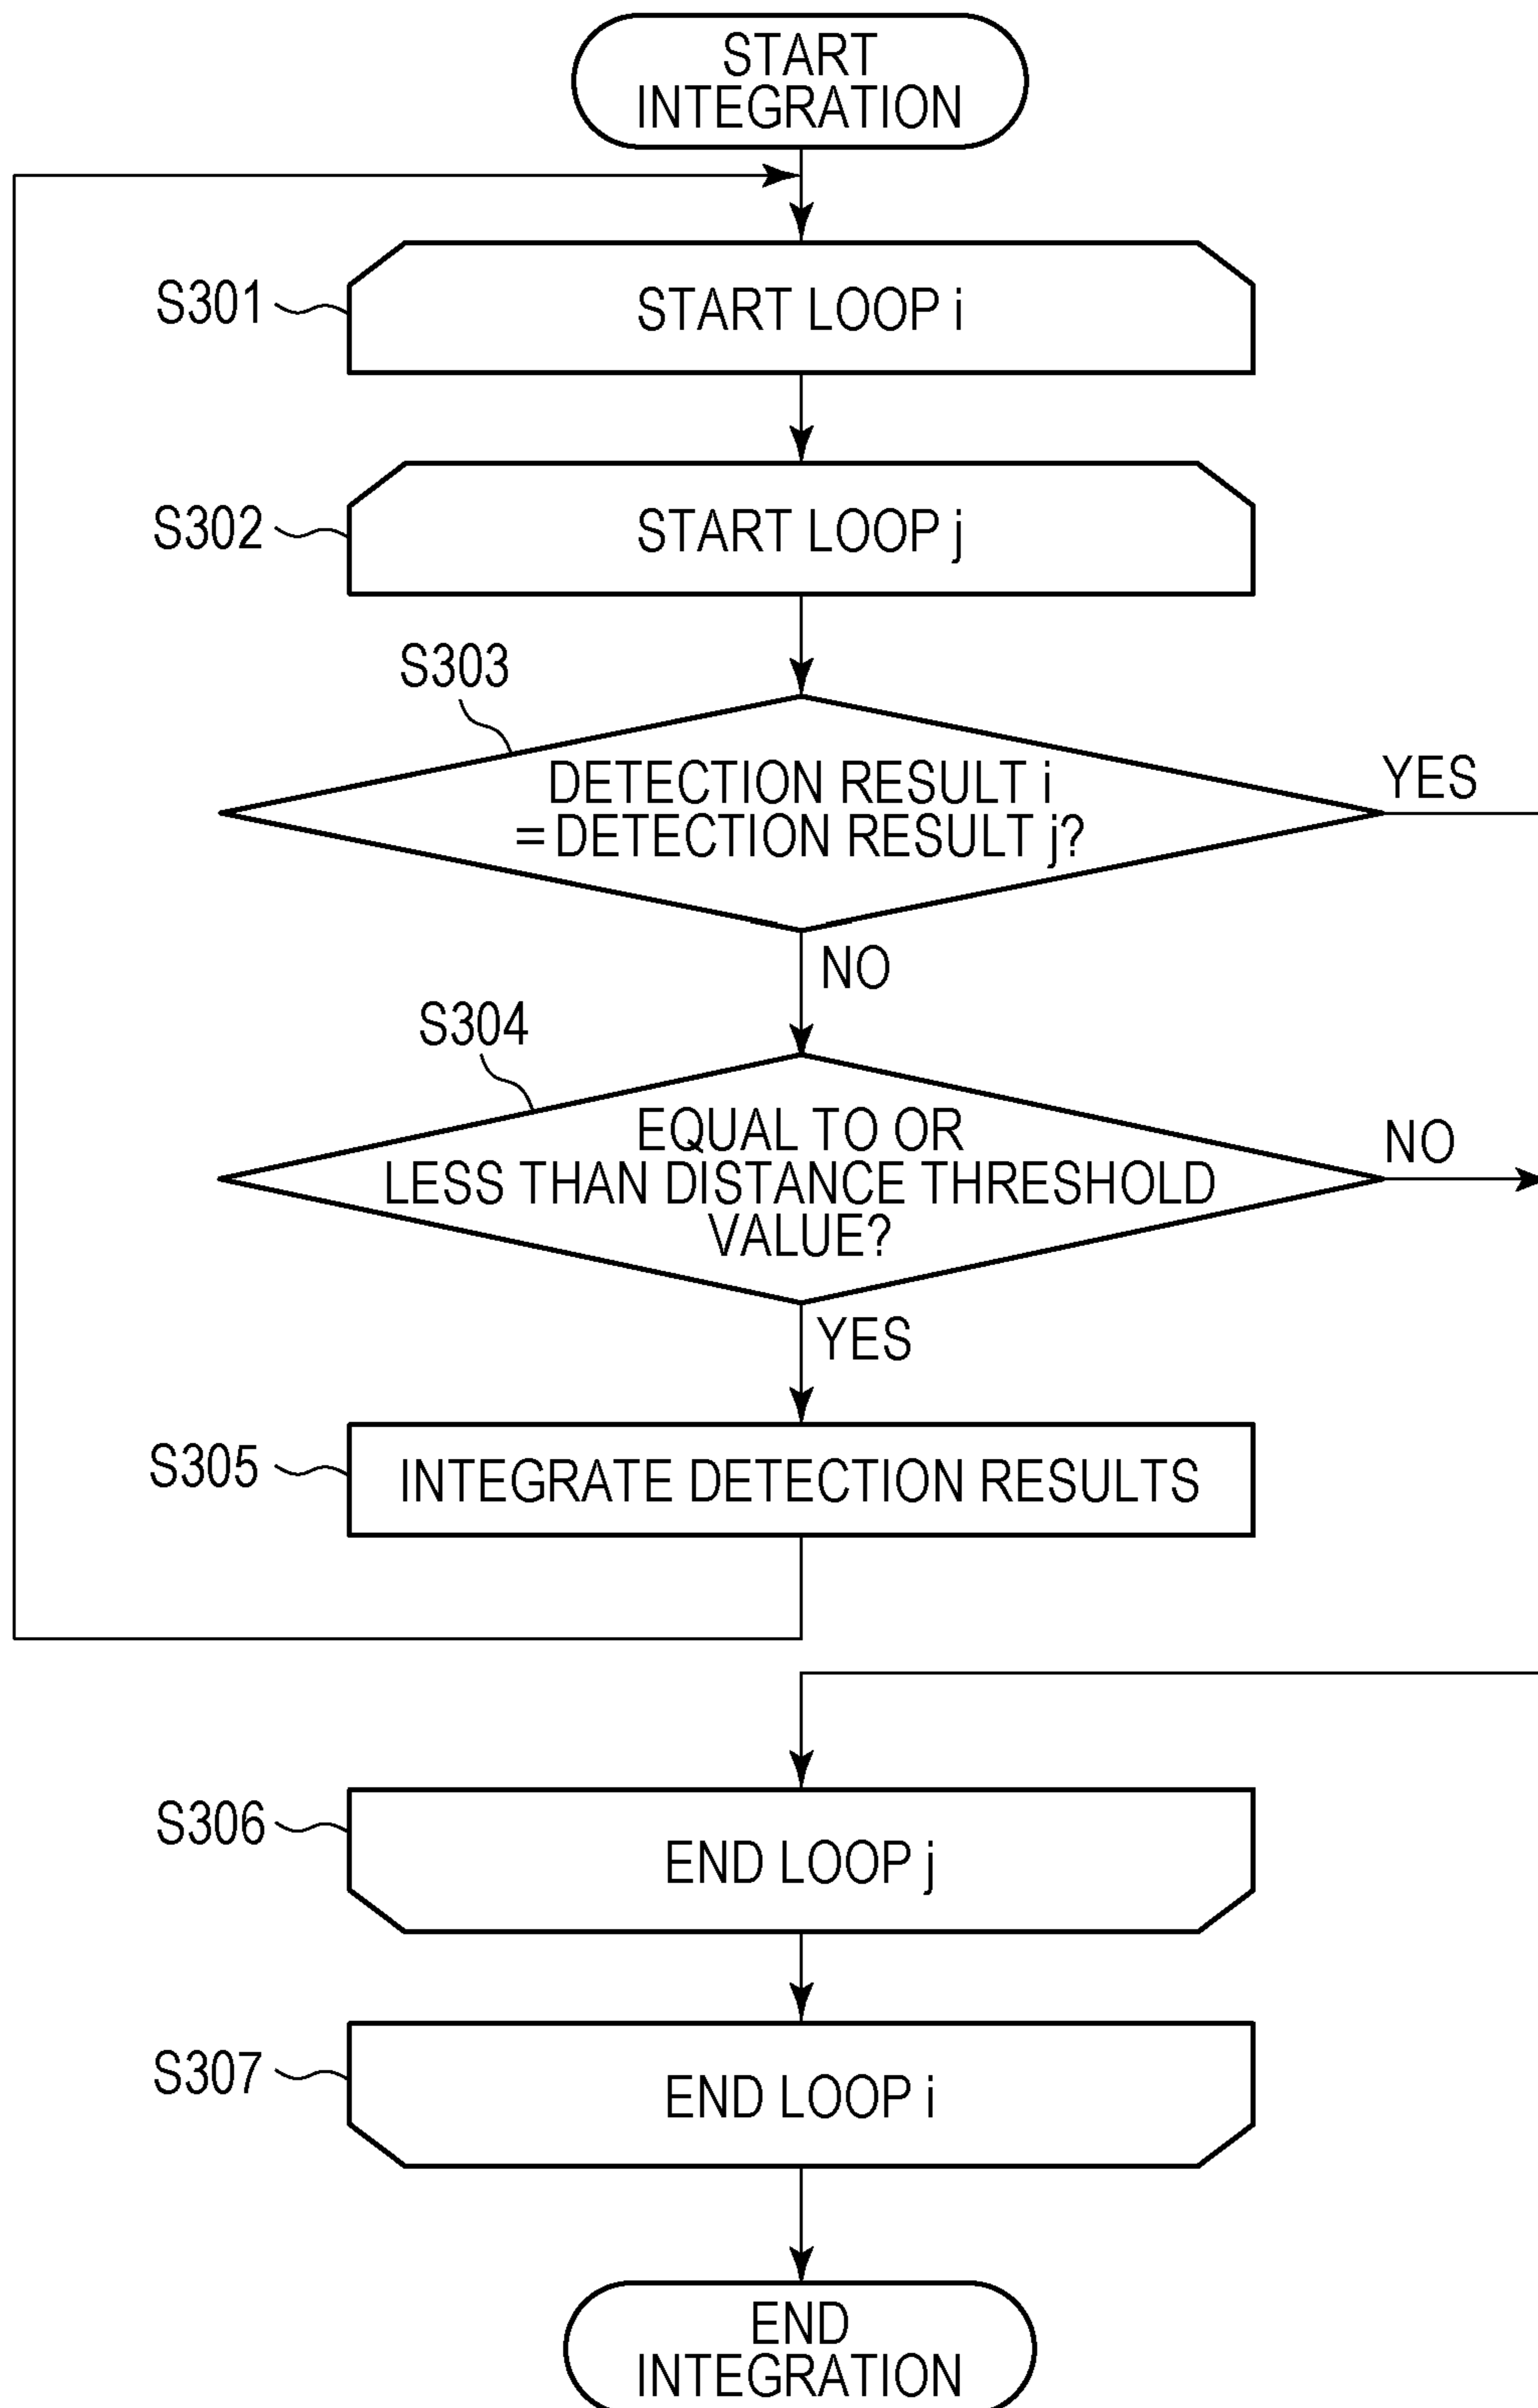 START
INTEGRATION
S301
START LOOP i
S302
START LOOP j
S303
DETECTION RESULT i
= DETECTION RESULT j?
YES
NO
S304
EQUAL TO OR
LESS THAN DISTANCE THRESHOLD
VALUE?
NO
YES
S305
INTEGRATE DETECTION RESULTS
S306
END LOOP j
S307
END LOOP i
END
INTEGRATION